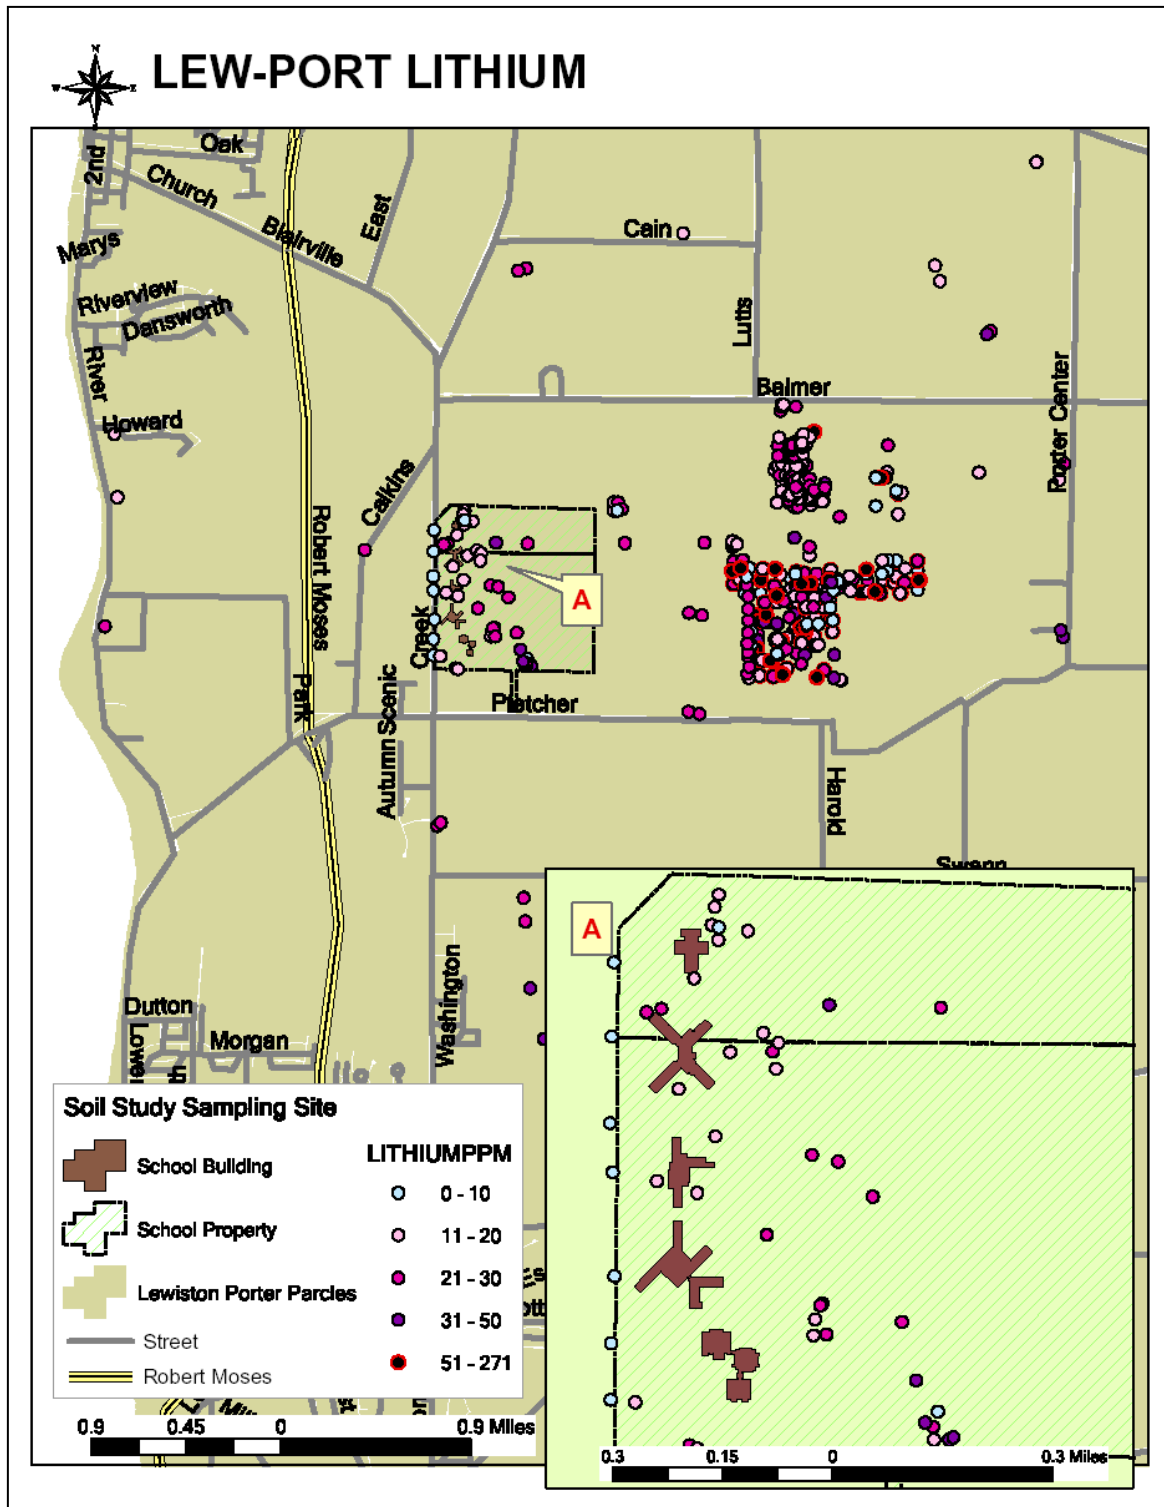 N
W E
S
LEW-PORT LITHIUM
Oak
2nd
Church
Marys
Blairville
East
Cain
Riverview
Dansworth
Lutts
River
Balmer
Howard
Porter Center
Calkins
Robert Moses
A
Creek
Park
Scenic
Pletcher
Autumn
Harold
Swann
Washington
Dutton
Lower
Morgan
A
Soil Study Sampling Site
School Building
School Property
Lewiston Porter Parcles
Street
Robert Moses
LITHIUMPPM
0 - 10
11 - 20
21 - 30
31 - 50
51 - 271
0.9 0.45 0 0.9 Miles
0.3 0.15 0 0.3 Miles